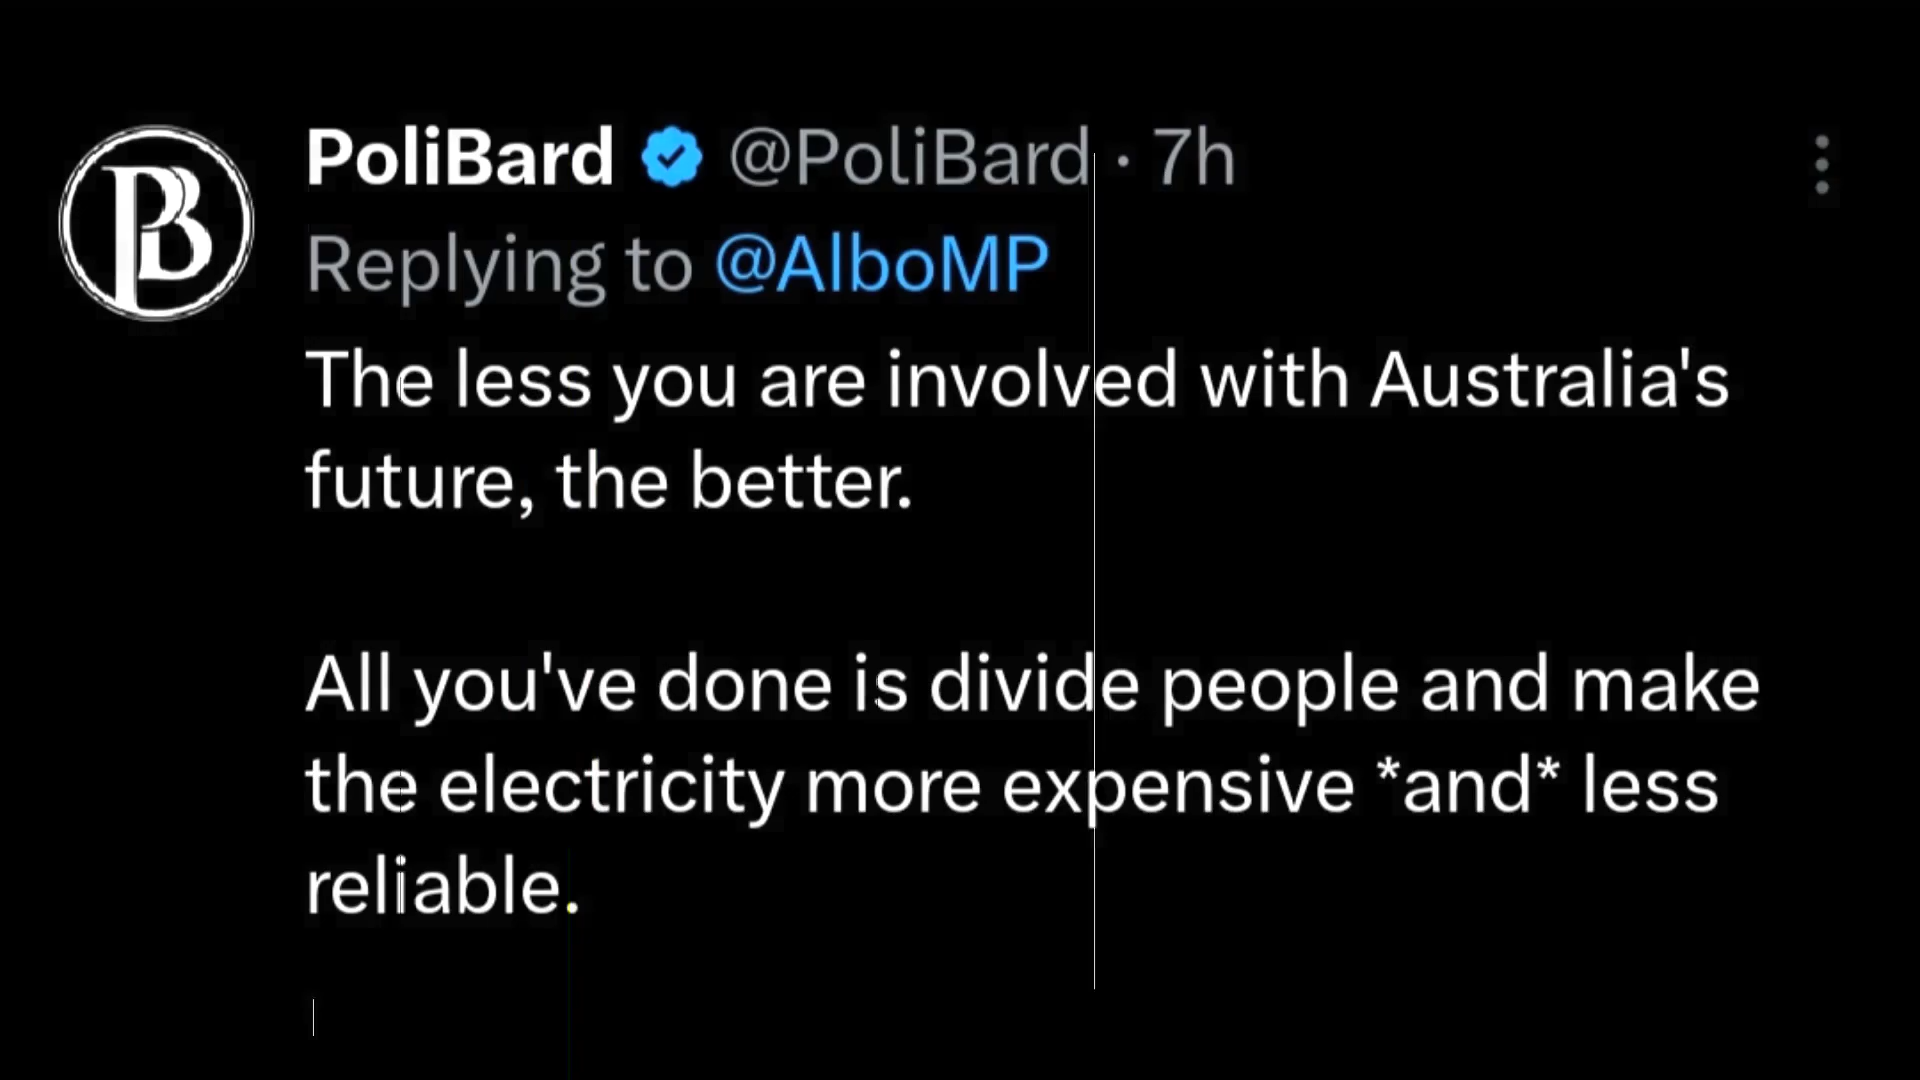 PB
PoliBard @PoliBard · 7h
Replying to @AlboMP
The less you are involved with Australia's
future, the better.
All you've done is divide people and make
the electricity more expensive *and* less
reliable.